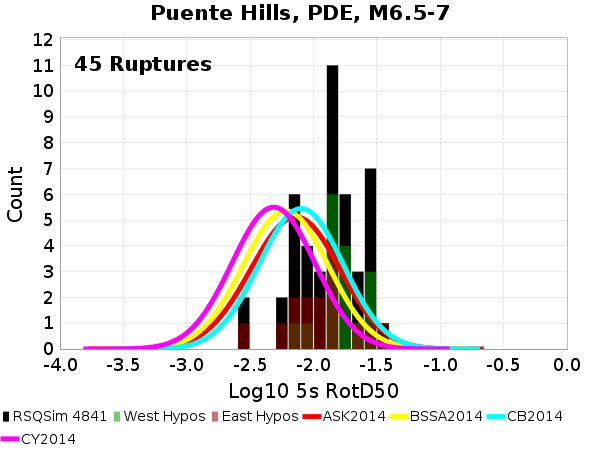 Puente Hills, PDE, M6.5-7
45 Ruptures
Count
12
11
10
9
8
7
6
5
4
3
2
1
0
-4.0 -3.5 -3.0 -2.5 -2.0 -1.5 -1.0 -0.5 0.0
Log10 5s RotD50
RSQSim 4841 West Hypos East Hypos ASK2014 BSSA2014 CB2014
CY2014